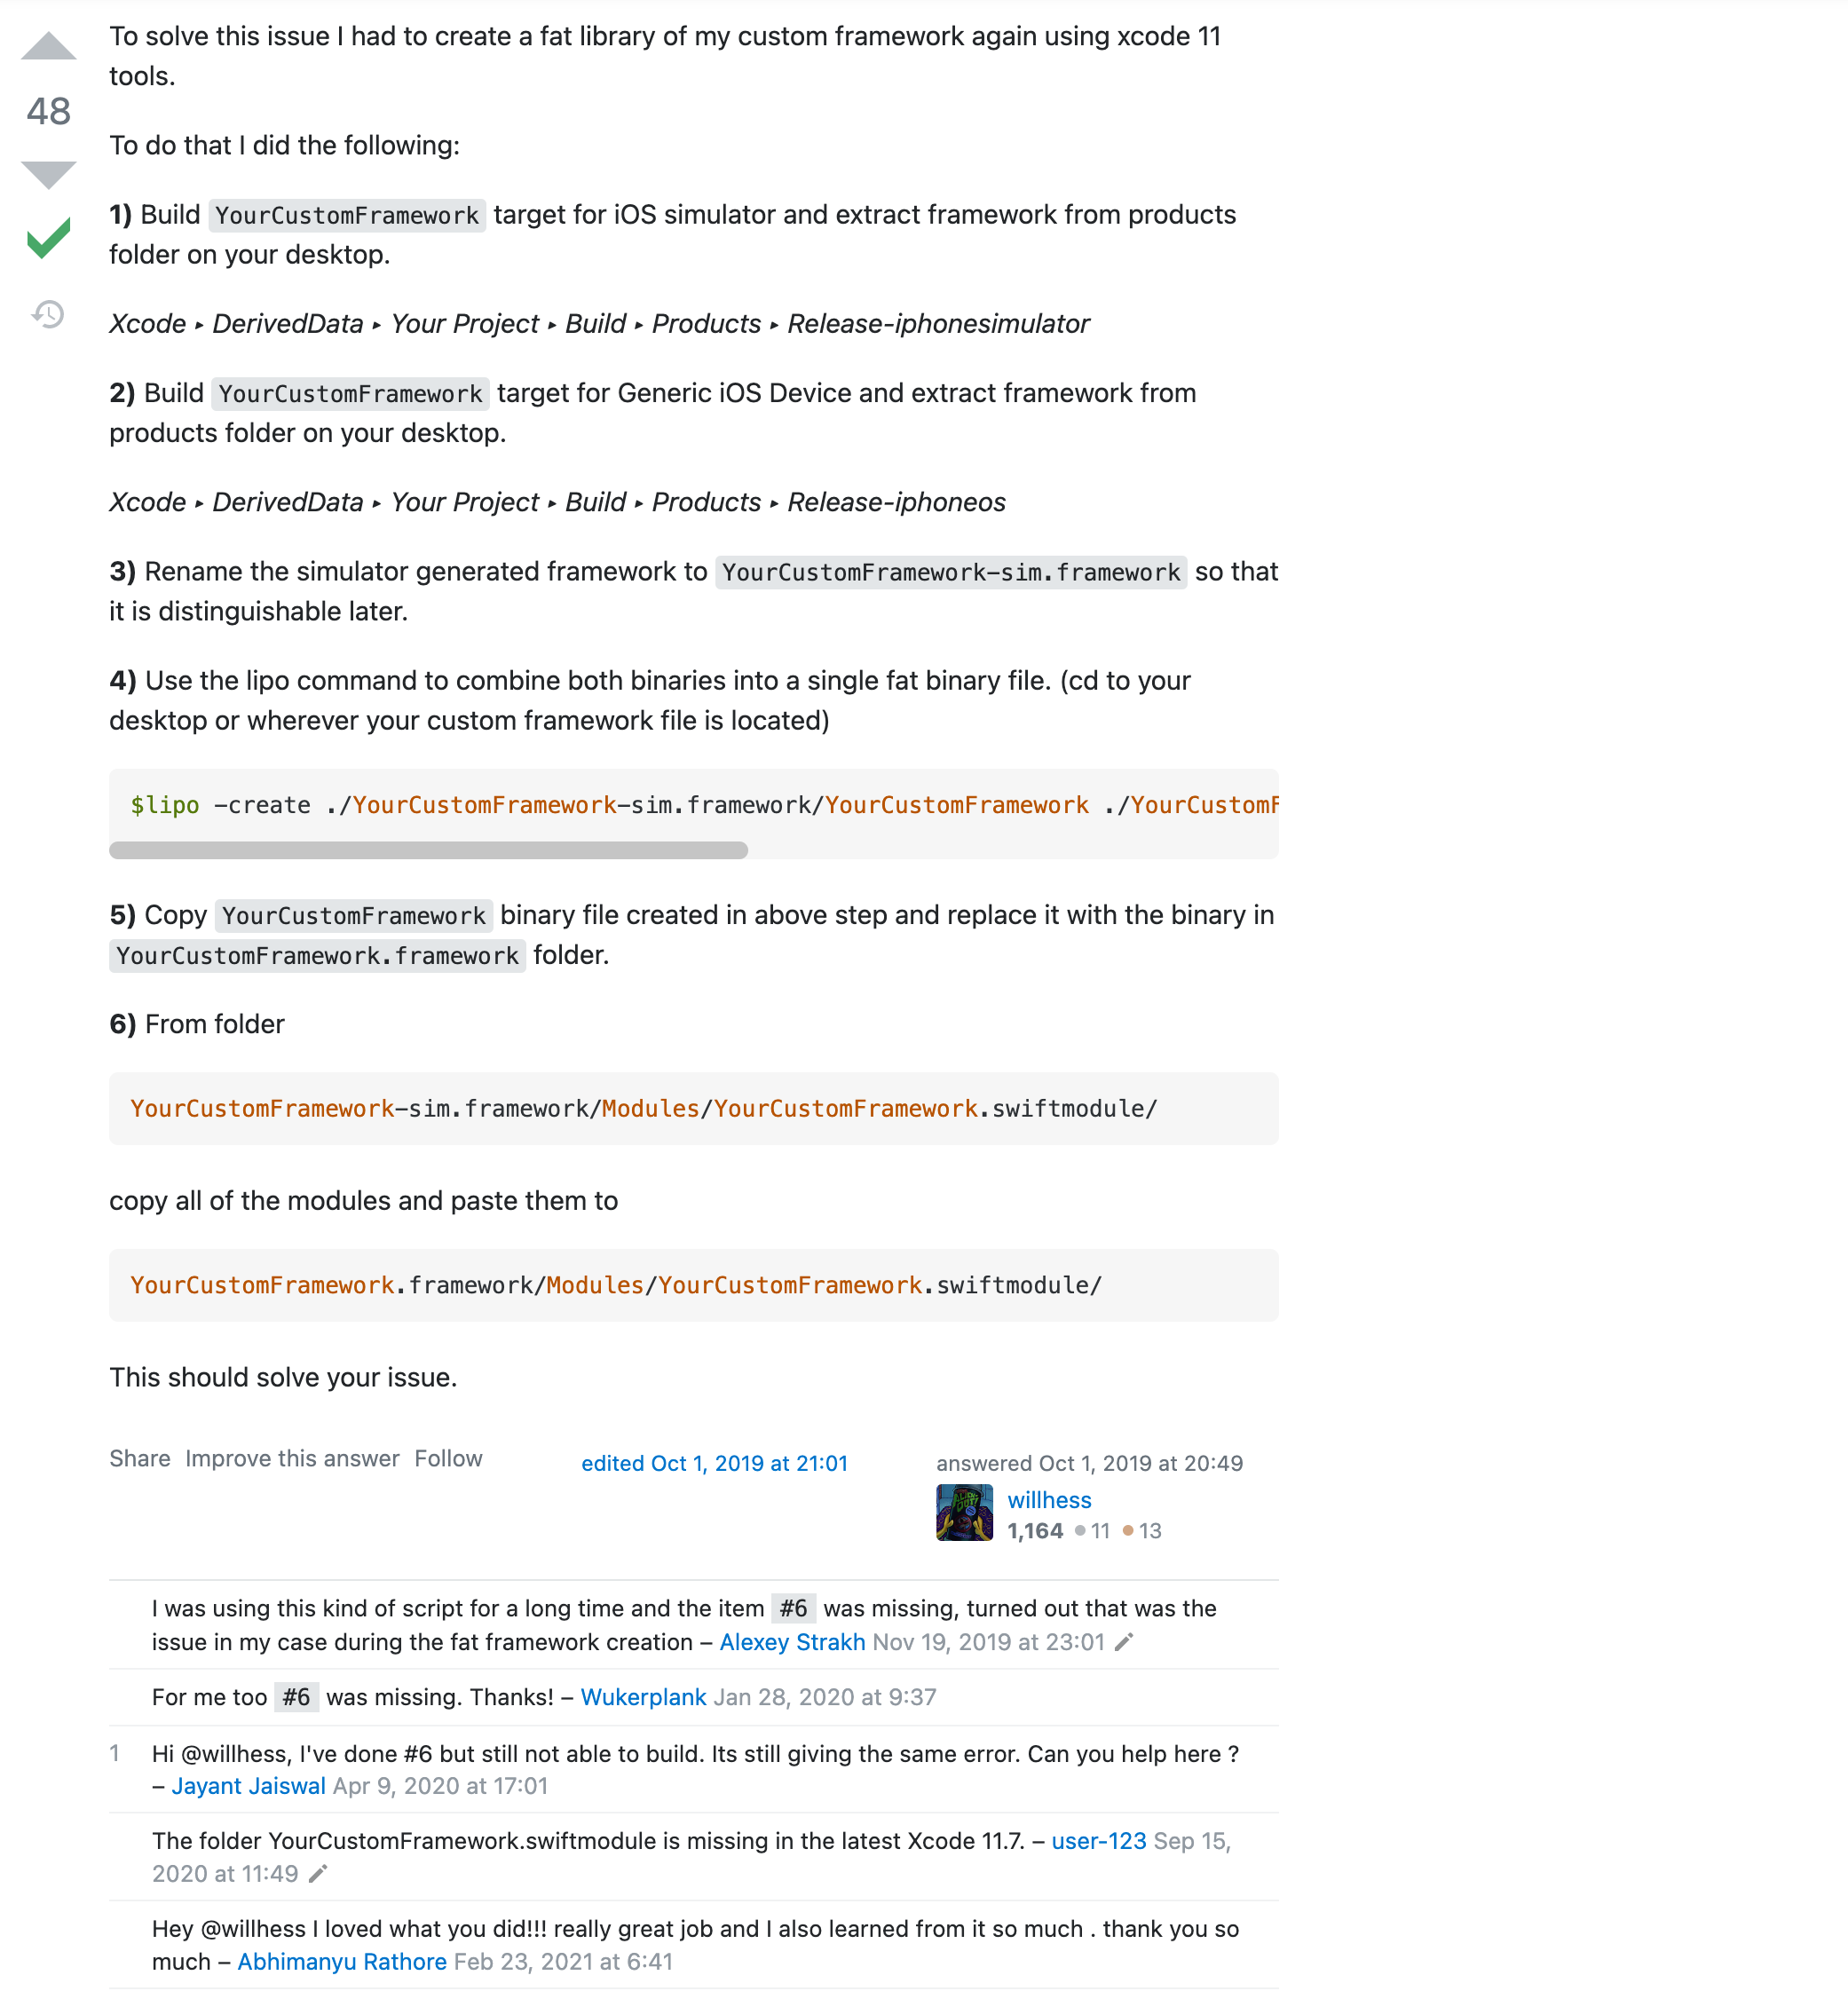 To solve this issue I had to create a fat library of my custom framework again using xcode 11
tools.
48
To do that I did the following:
1) Build YourCustomFramework target for iOS simulator and extract framework from products
folder on your desktop.
Xcode ▸ DerivedData ▸ Your Project ▸ Build ▸ Products ▸ Release-iphonesimulator
2) Build YourCustomFramework target for Generic iOS Device and extract framework from
products folder on your desktop.
Xcode ▸ DerivedData ▸ Your Project ▸ Build ▸ Products ▸ Release-iphoneos
3) Rename the simulator generated framework to YourCustomFramework-sim.framework so that
it is distinguishable later.
4) Use the lipo command to combine both binaries into a single fat binary file. (cd to your
desktop or wherever your custom framework file is located)
$lipo -create ./YourCustomFramework-sim.framework/YourCustomFramework ./YourCustomF
5) Copy YourCustomFramework binary file created in above step and replace it with the binary in
YourCustomFramework.framework folder.
6) From folder
YourCustomFramework-sim.framework/Modules/YourCustomFramework.swiftmodule/
copy all of the modules and paste them to
YourCustomFramework.framework/Modules/YourCustomFramework.swiftmodule/
This should solve your issue.
Share Improve this answer Follow
edited Oct 1, 2019 at 21:01
answered Oct 1, 2019 at 20:49
willhess
1,164 ● 11 ● 13
I was using this kind of script for a long time and the item #6 was missing, turned out that was the
issue in my case during the fat framework creation – Alexey Strakh Nov 19, 2019 at 23:01
For me too #6 was missing. Thanks! – Wukerplank Jan 28, 2020 at 9:37
1 Hi @willhess, I've done #6 but still not able to build. Its still giving the same error. Can you help here ?
– Jayant Jaiswal Apr 9, 2020 at 17:01
The folder YourCustomFramework.swiftmodule is missing in the latest Xcode 11.7. – user-123 Sep 15,
2020 at 11:49
Hey @willhess I loved what you did!!! really great job and I also learned from it so much . thank you so
much – Abhimanyu Rathore Feb 23, 2021 at 6:41